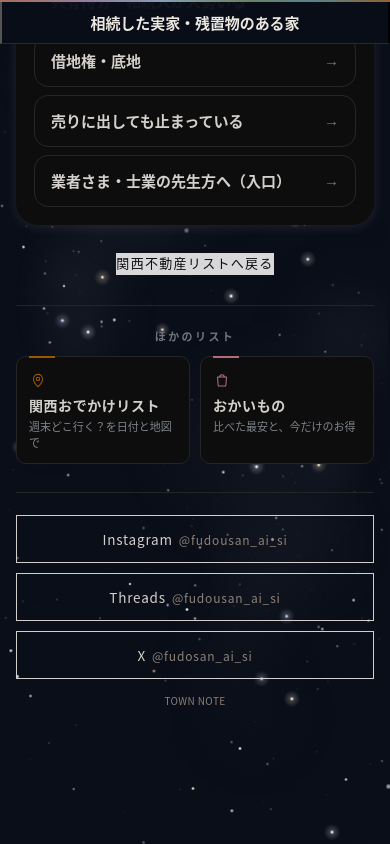 相続した実家・残置物のある家
借地権・底地 →
売りに出しても止まっている →
業者さま・士業の先生方へ（入口） →
関西不動産リストへ戻る
ほかのリスト
関西おでかけリスト
週末どこ行く？を日付と地図
で
おかいもの
比べた最安と、今だけのお得
Instagram @fudousan_ai_si
Threads @fudousan_ai_si
X @fudosan_ai_si
TOWN NOTE